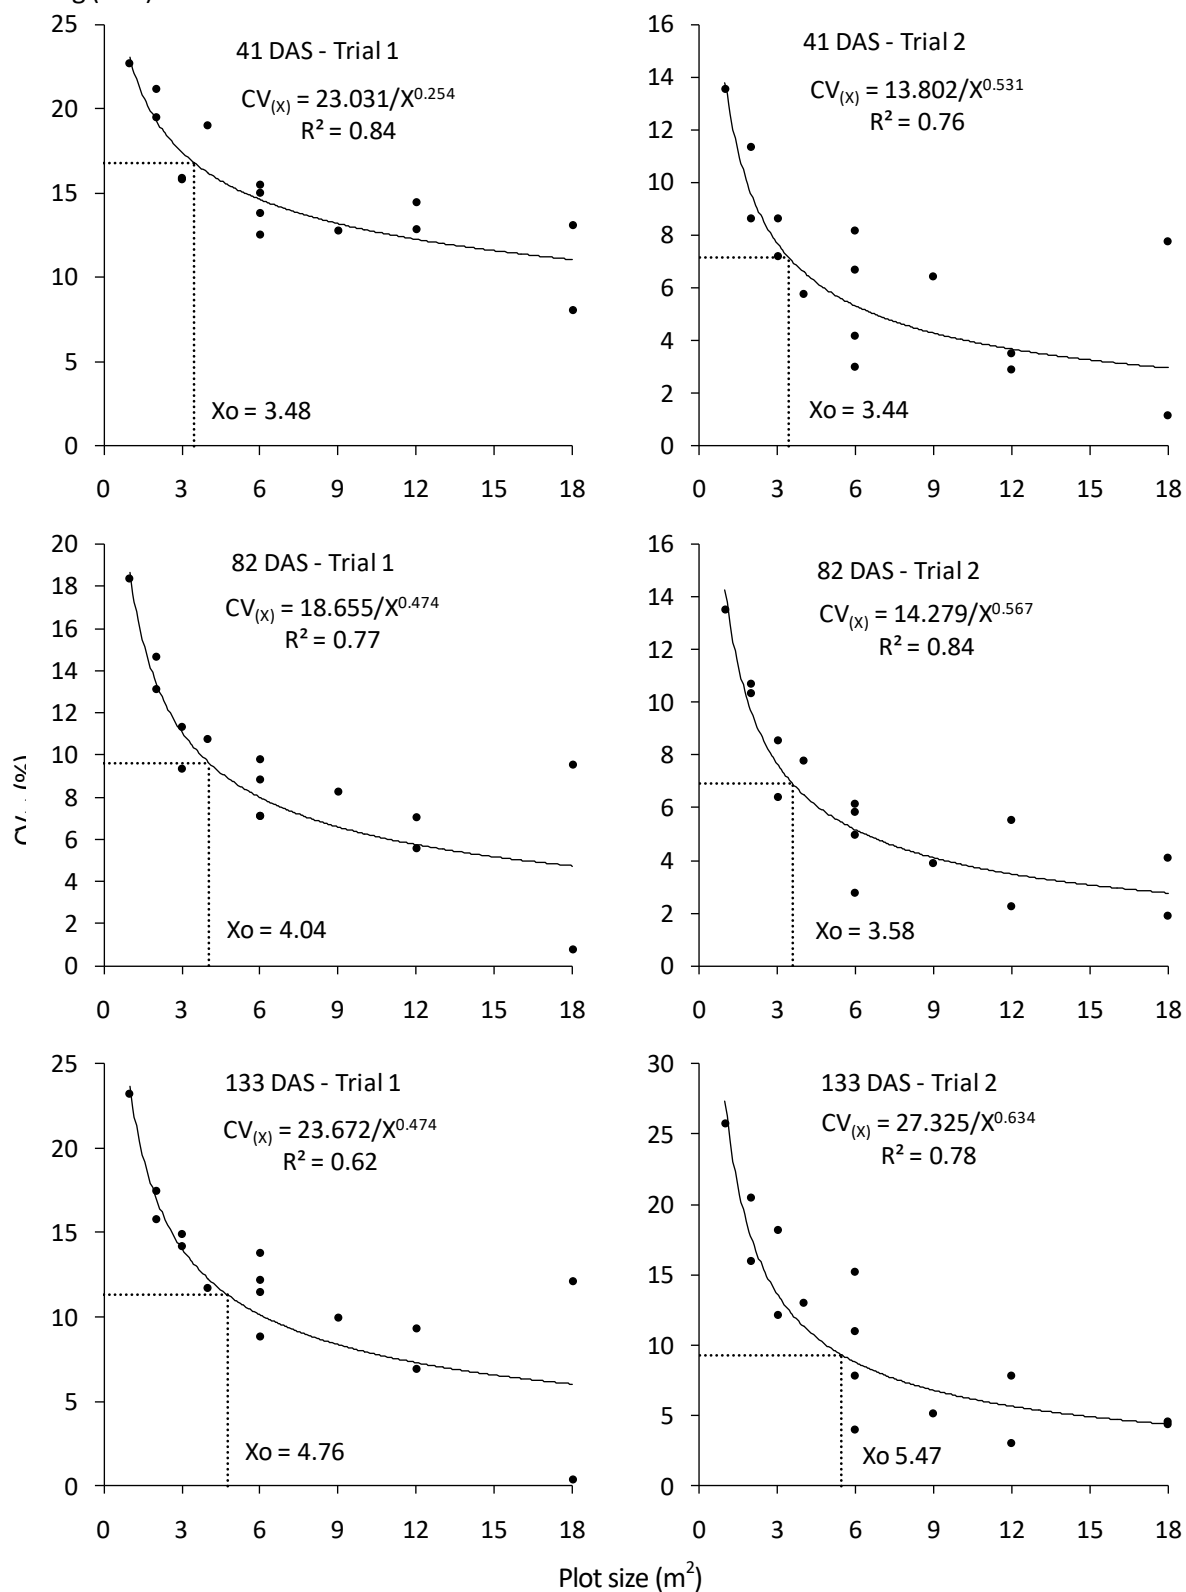 25
20
15
10
5
0
41 DAS - Trial 1
CV(X) = 23.031/X^0.254
R² = 0.84
Xo = 3.48
0 3 6 9 12 15 18
16
14
12
10
8
6
4
2
0
41 DAS - Trial 2
CV(X) = 13.802/X^0.531
R² = 0.76
Xo = 3.44
0 3 6 9 12 15 18
20
18
16
14
12
10
8
6
4
2
0
82 DAS - Trial 1
CV(X) = 18.655/X^0.474
R² = 0.77
Xo = 4.04
0 3 6 9 12 15 18
16
14
12
10
8
6
4
2
0
82 DAS - Trial 2
CV(X) = 14.279/X^0.567
R² = 0.84
Xo = 3.58
0 3 6 9 12 15 18
25
20
15
10
5
0
133 DAS - Trial 1
CV(X) = 23.672/X^0.474
R² = 0.62
Xo = 4.76
0 3 6 9 12 15 18
30
25
20
15
10
5
0
133 DAS - Trial 2
CV(X) = 27.325/X^0.634
R² = 0.78
Xo 5.47
0 3 6 9 12 15 18
Plot size (m²)